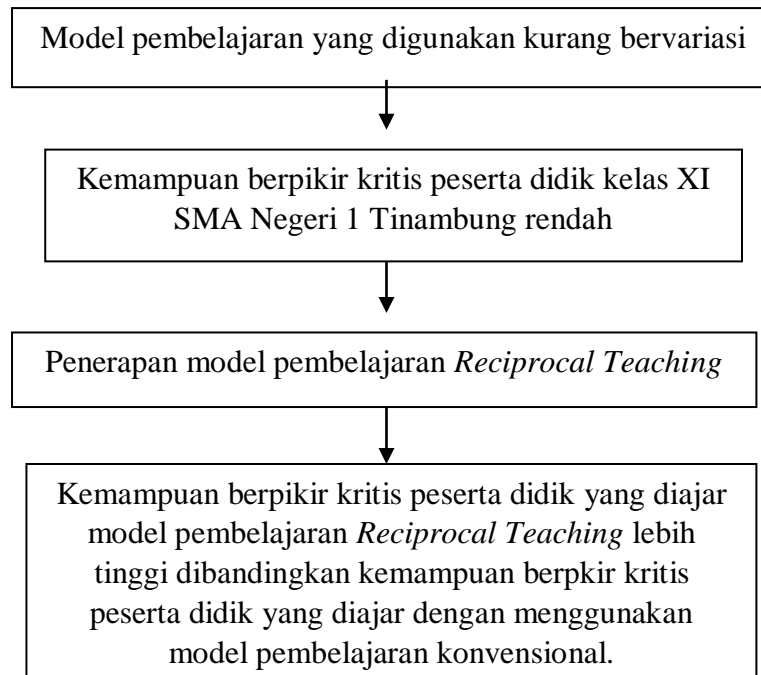 Model pembelajaran yang digunakan kurang bervariasi
Kemampuan berpikir kritis peserta didik kelas XI
SMA Negeri 1 Tinambung rendah
Penerapan model pembelajaran Reciprocal Teaching
Kemampuan berpikir kritis peserta didik yang diajar
model pembelajaran Reciprocal Teaching lebih
tinggi dibandingkan kemampuan berpkir kritis
peserta didik yang diajar dengan menggunakan
model pembelajaran konvensional.